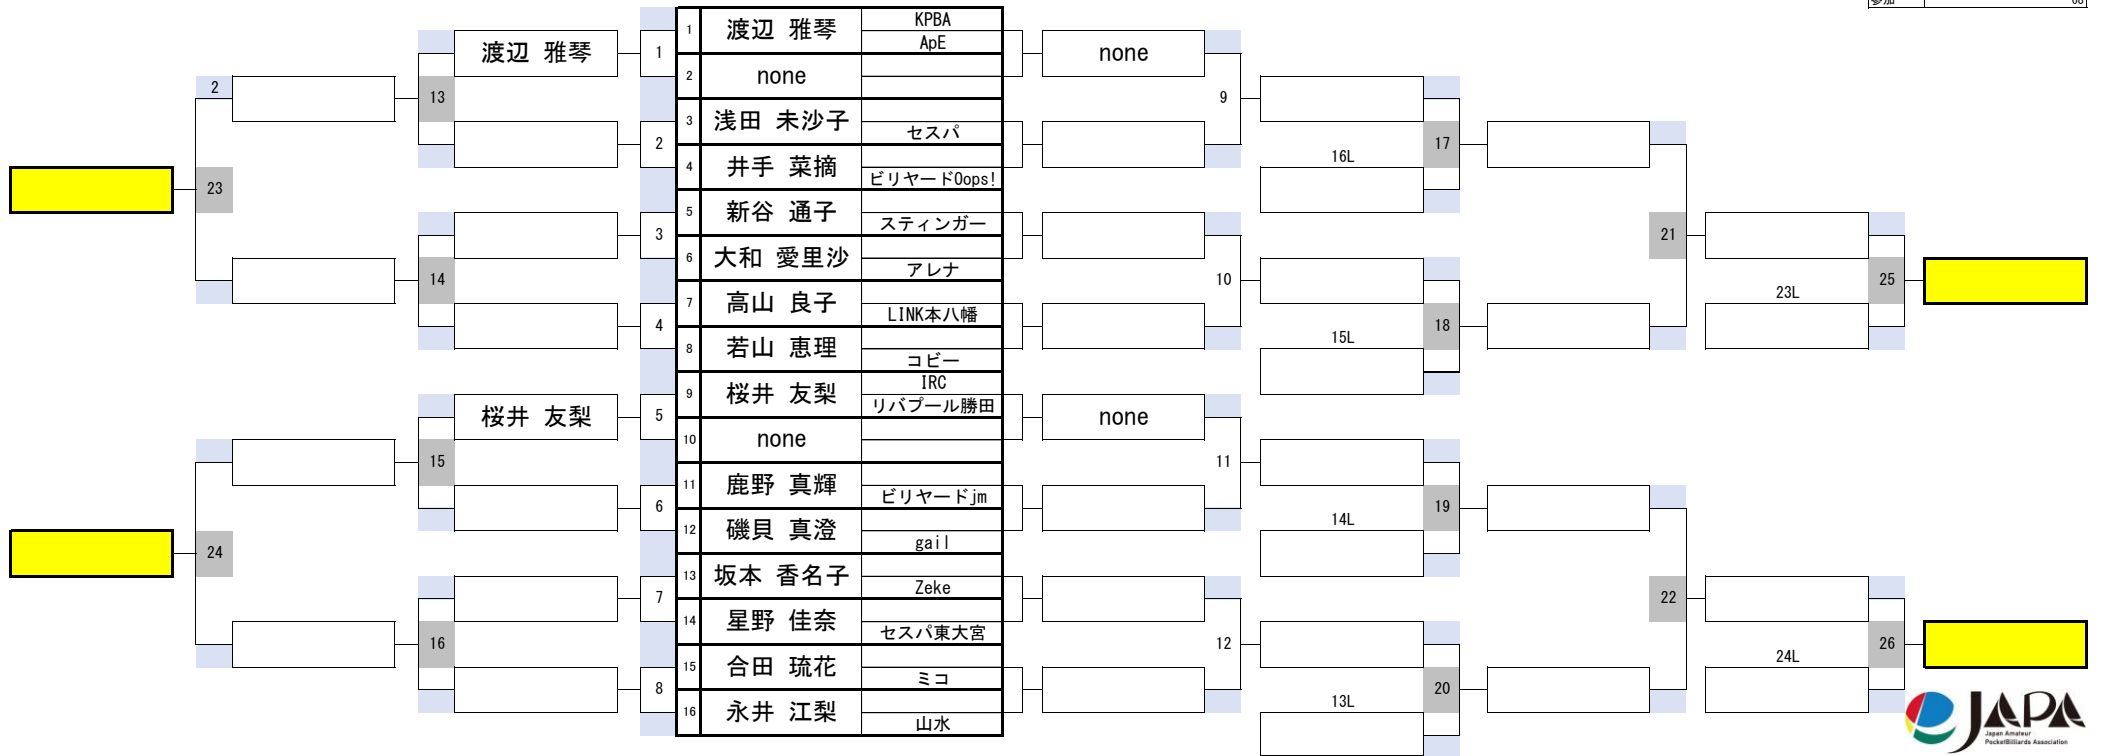 参加 68
1 渡辺 雅琴 KPBA
ApE
2 none
3 浅田 未沙子
セスパ
4 井手 菜摘
ビリヤードOops!
5 新谷 通子
スティンガー
6 大和 愛里沙
アレナ
7 高山 良子
LINK本八幡
8 若山 恵理
コビー
9 桜井 友梨 IRC
リバプール勝田
10 none
11 鹿野 真輝
ビリヤードjm
12 磯貝 真澄
gail
13 坂本 香名子
Zeke
14 星野 佳奈
セスパ東大宮
15 合田 琉花
ミコ
16 永井 江梨
山水
渡辺 雅琴
桜井 友梨
1
2
3
4
5
6
7
8
13
14
15
16
2
23
24
none
none
9
10
11
12
16L
15L
14L
13L
17
18
19
20
21
22
23L
24L
25
26
JAPA
Japan Amateur
PocketBilliards Association